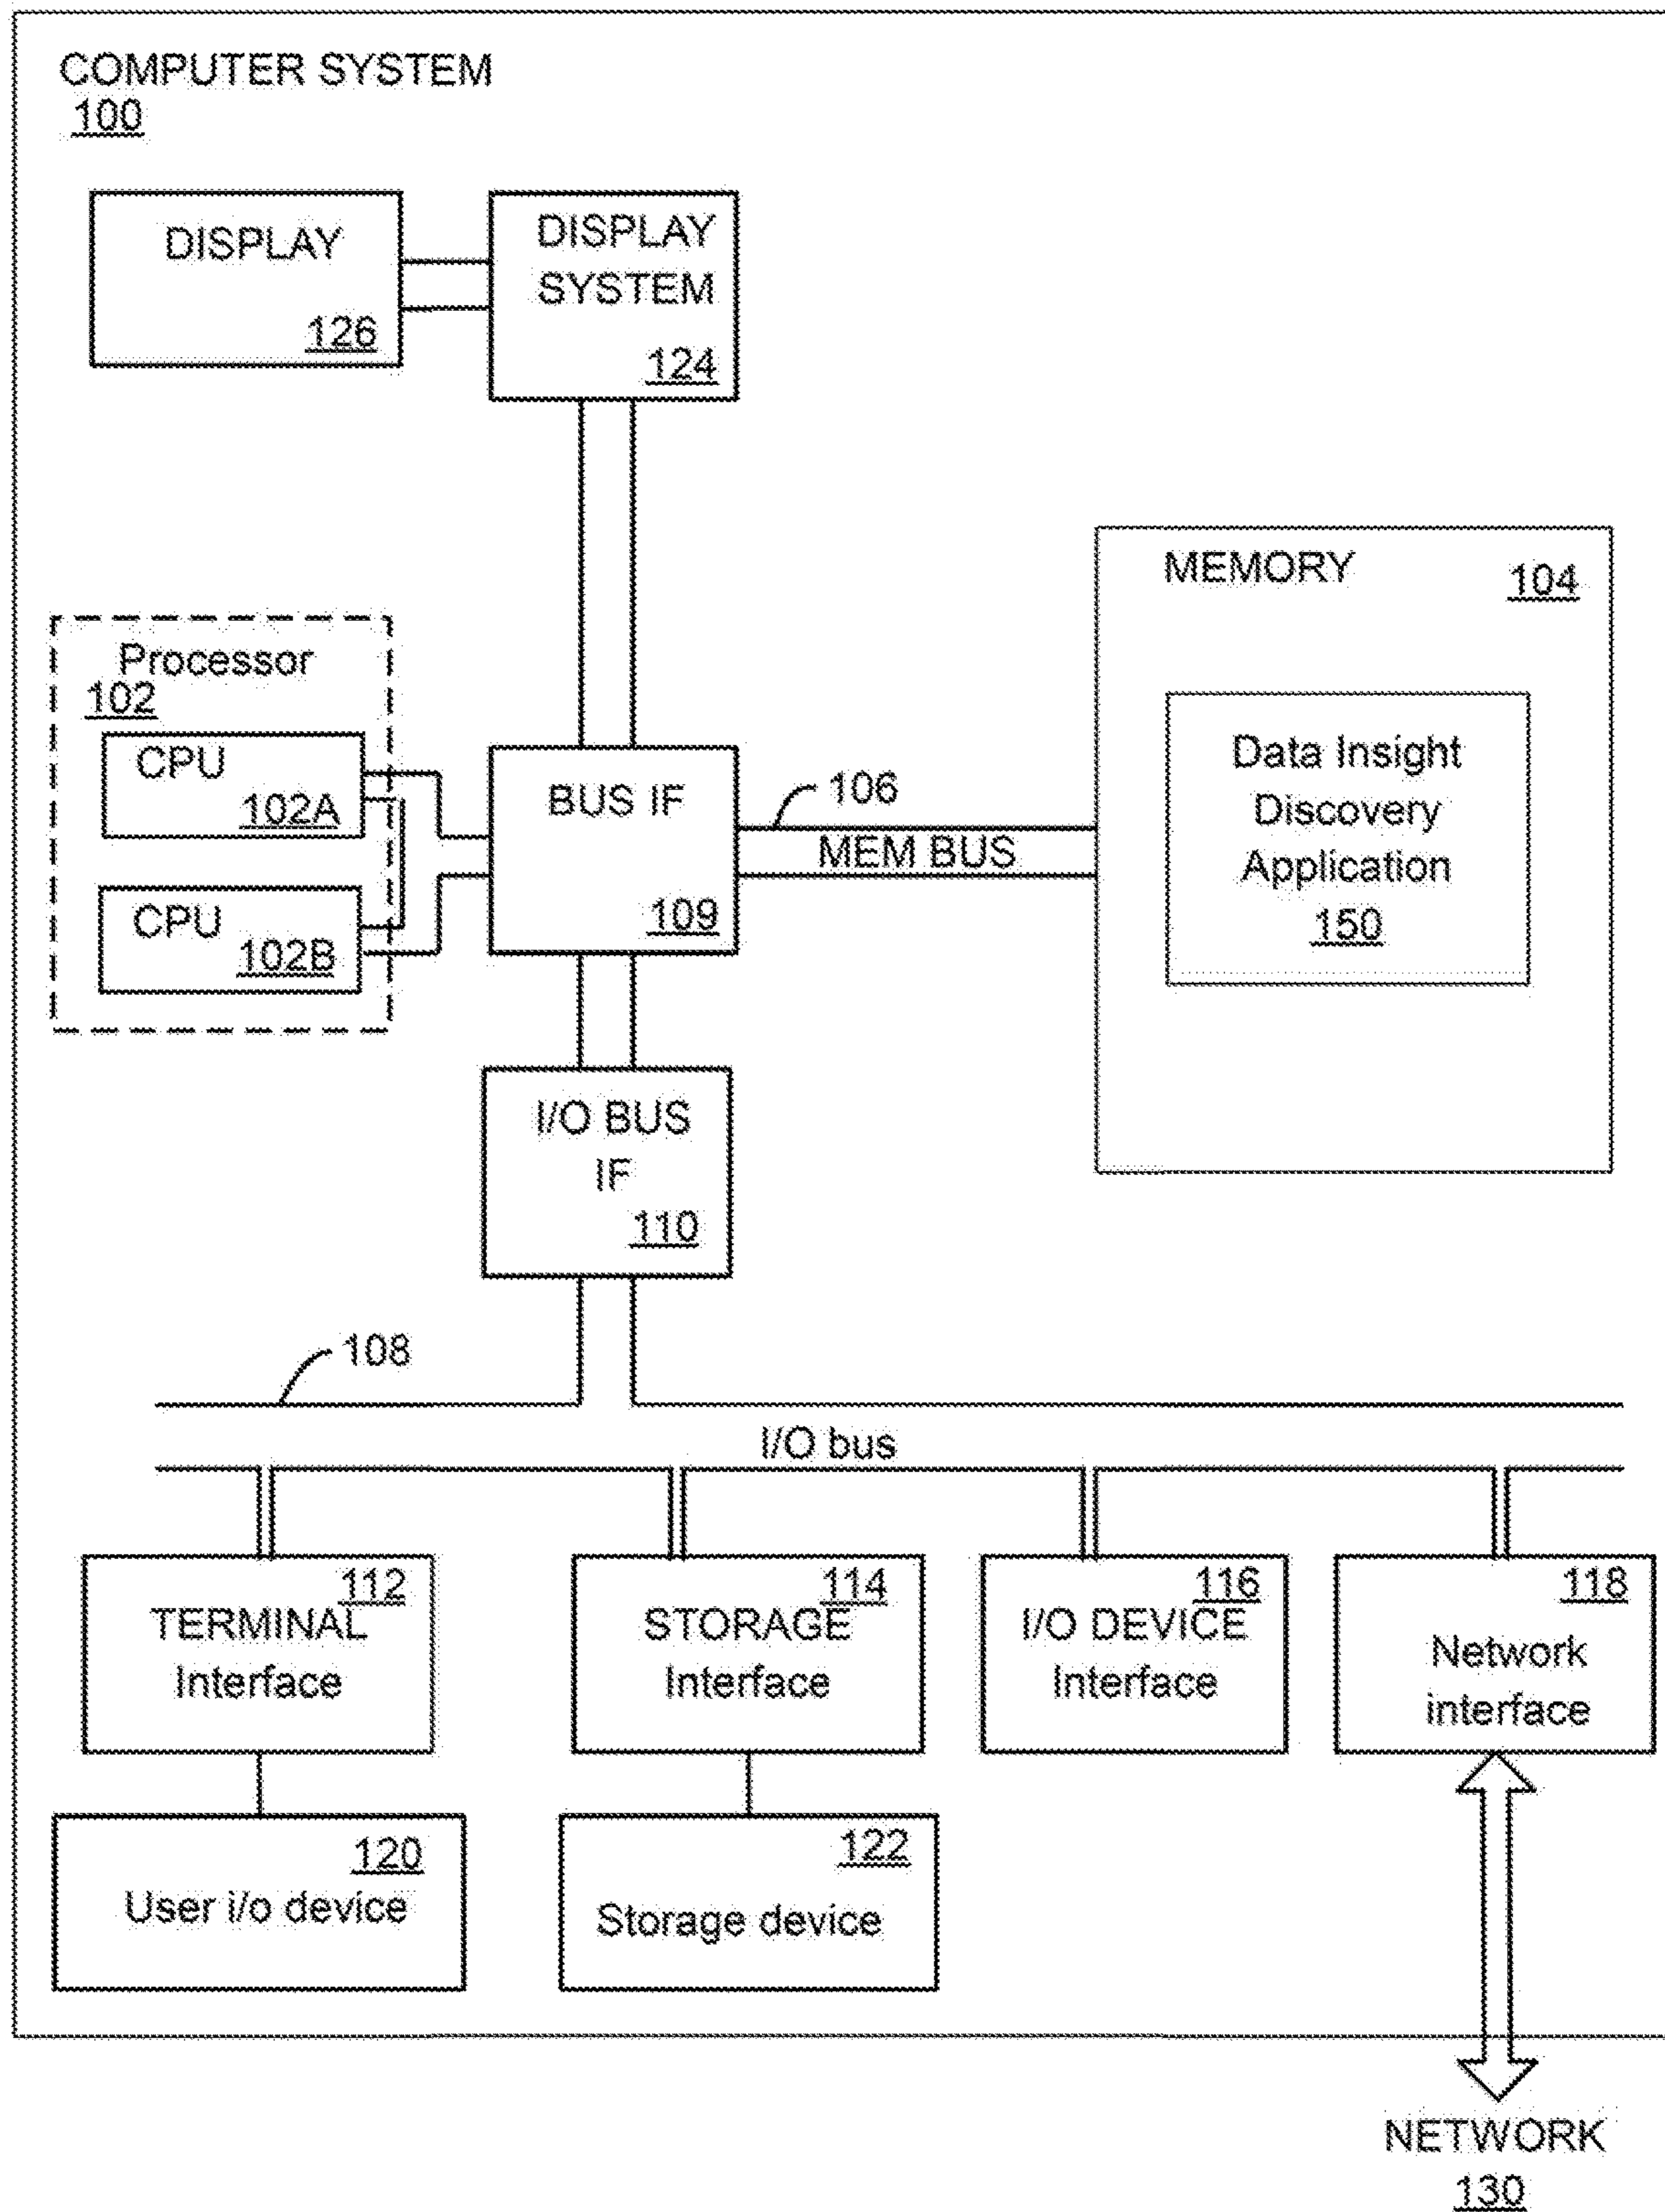 COMPUTER SYSTEM
100
DISPLAY
126
DISPLAY
SYSTEM
124
MEMORY
104
Processor
102
CPU
102A
CPU
102B
BUS IF
109
106
MEM BUS
Data Insight
Discovery
Application
150
I/O BUS
IF
110
108
I/O bus
112
TERMINAL
Interface
114
STORAGE
Interface
116
I/O DEVICE
Interface
118
Network
interface
120
User i/o device
122
Storage device
NETWORK
130